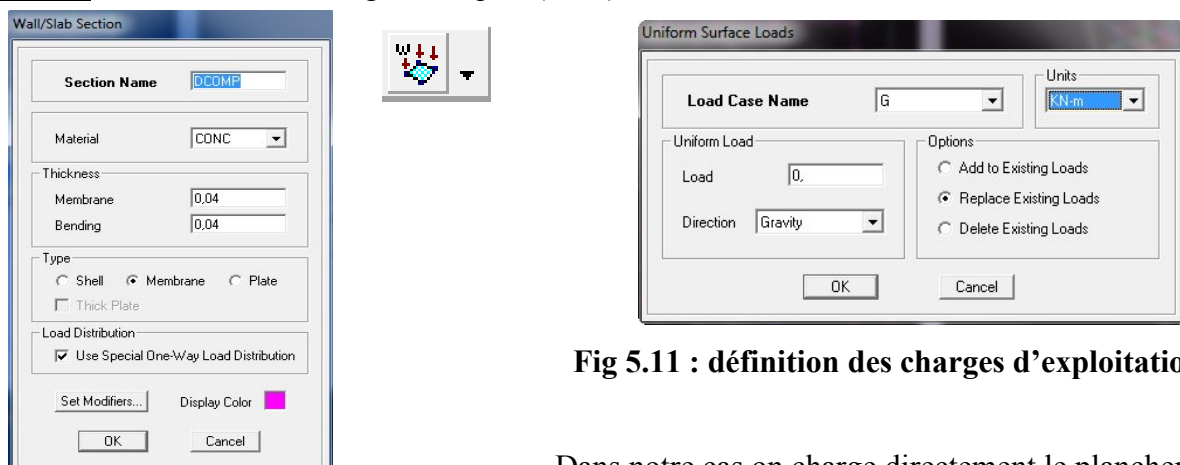 Wall/Slab Section
Section Name DCOMP
Material CONC
Thickness
Membrane 0,04
Bending 0,04
Type
Shell Membrane Plate
Thick Plate
Load Distribution
Use Special One-Way Load Distribution
Set Modifiers... Display Color
OK Cancel
W
Uniform Surface Loads
Units
Load Case Name G KN-m
Uniform Load
Load 0,
Direction Gravity
Options
Add to Existing Loads
Replace Existing Loads
Delete Existing Loads
OK Cancel
Fig 5.11 : définition des charges d’exploitatio
Dans notre cas on charge directement le plancher